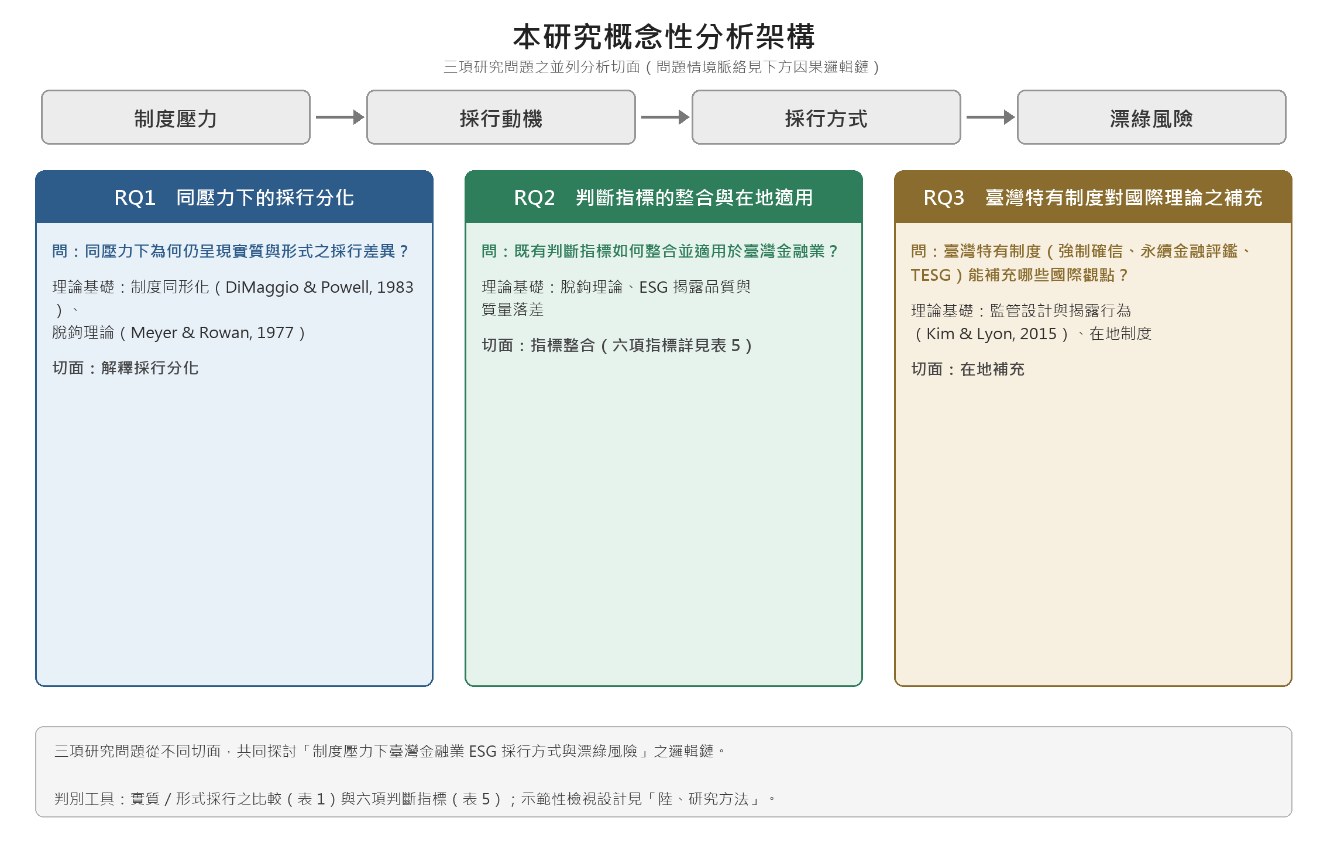 本研究概念性分析架構
三項研究問題之並列分析切面（問題情境脈絡見下方因果邏輯鏈）
制度壓力
採行動機
採行方式
漂綠風險
RQ1　同壓力下的採行分化
問：同壓力下為何仍呈現實質與形式之採行差異？
理論基礎：制度同形化（DiMaggio & Powell, 1983
）、
脫鉤理論（Meyer & Rowan, 1977）
切面：解釋採行分化
RQ2　判斷指標的整合與在地適用
問：既有判斷指標如何整合並適用於臺灣金融業？
理論基礎：脫鉤理論、ESG 揭露品質與
質量落差
切面：指標整合（六項指標詳見表 5）
RQ3　臺灣特有制度對國際理論之補充
問：臺灣特有制度（強制確信、永續金融評鑑、
TESG）能補充哪些國際觀點？
理論基礎：監管設計與揭露行為
（Kim & Lyon, 2015）、在地制度
切面：在地補充
三項研究問題從不同切面，共同探討「制度壓力下臺灣金融業 ESG 採行方式與漂綠風險」之邏輯鏈。
判別工具：實質 / 形式採行之比較（表 1）與六項判斷指標（表 5）；示範性檢視設計見「陸、研究方法」。